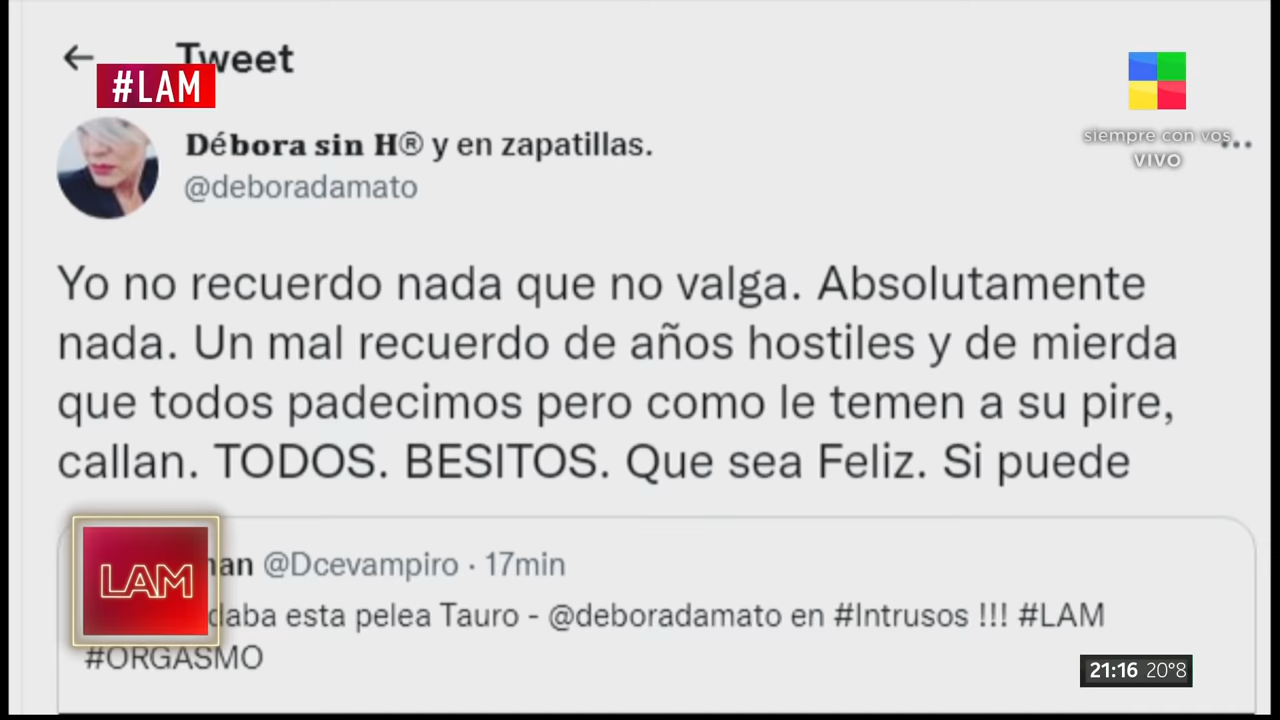 Tweet
#LAM
Débora sin H® y en zapatillas.
@deboradamato
siempre con vos
VIVO
Yo no recuerdo nada que no valga. Absolutamente
nada. Un mal recuerdo de años hostiles y de mierda
que todos padecimos pero como le temen a su pire,
callan. TODOS. BESITOS. Que sea Feliz. Si puede
@Dcevampiro · 17min
LAM
esta pelea Tauro - @deboradamato en #Intrusos !!! #LAM
#ORGASMO
21:16 20°8